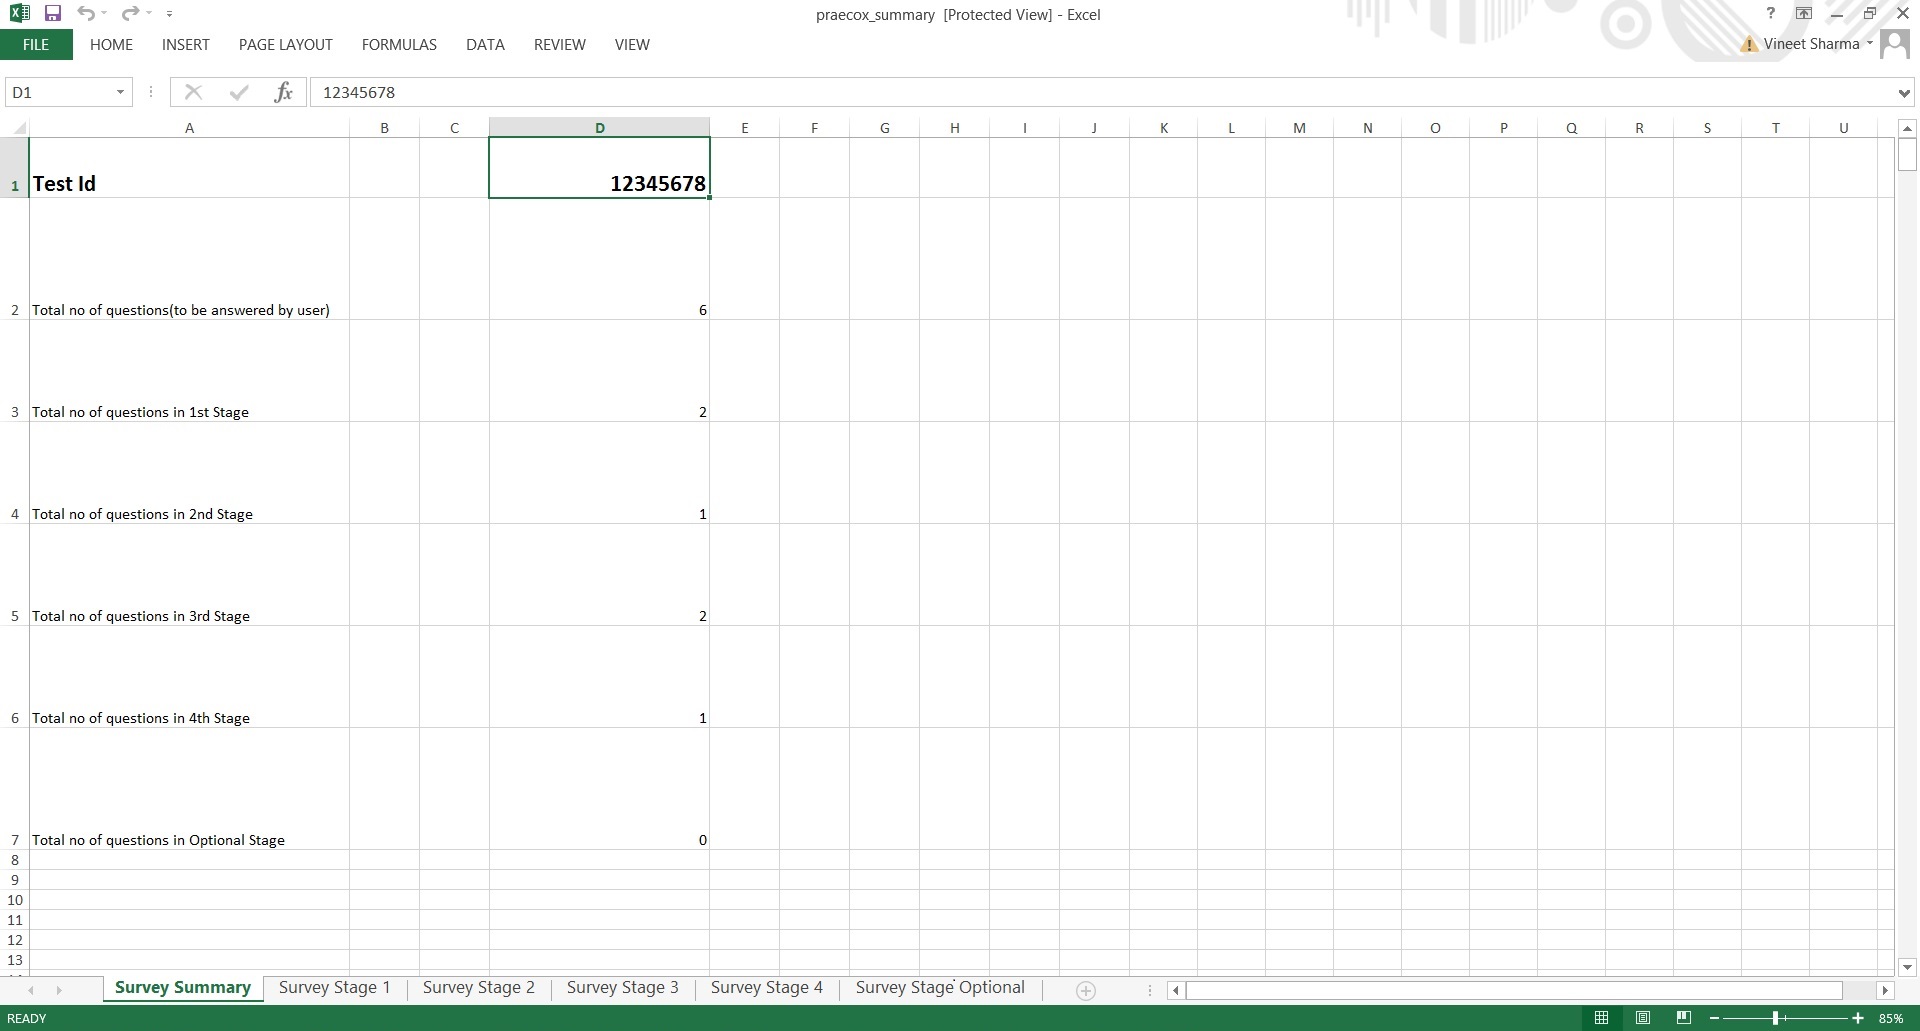 praecox_summary [Protected View] - Excel
?
FILE HOME INSERT PAGE LAYOUT FORMULAS DATA REVIEW VIEW
Vineet Sharma
D1 fx 12345678
A B C D E F G H I J K L M N O P Q R S T U
1 Test Id 12345678
2 Total no of questions(to be answered by user) 6
3 Total no of questions in 1st Stage 2
4 Total no of questions in 2nd Stage 1
5 Total no of questions in 3rd Stage 2
6 Total no of questions in 4th Stage 1
7 Total no of questions in Optional Stage 0
8
9
10
11
12
13
Survey Summary Survey Stage 1 Survey Stage 2 Survey Stage 3 Survey Stage 4 Survey Stage Optional
READY 85%